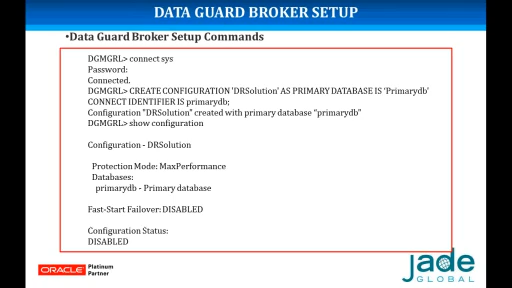 DATA GUARD BROKER SETUP
•Data Guard Broker Setup Commands
DGMGRL> connect sys
Password:
Connected.
DGMGRL> CREATE CONFIGURATION 'DRSolution' AS PRIMARY DATABASE IS 'Primarydb'
CONNECT IDENTIFIER IS primarydb;
Configuration "DRSolution" created with primary database "primarydb"
DGMGRL> show configuration
Configuration - DRSolution
Protection Mode: MaxPerformance
Databases:
primarydb - Primary database
Fast-Start Failover: DISABLED
Configuration Status:
DISABLED
ORACLE Platinum
Partner
jade
GLOBAL